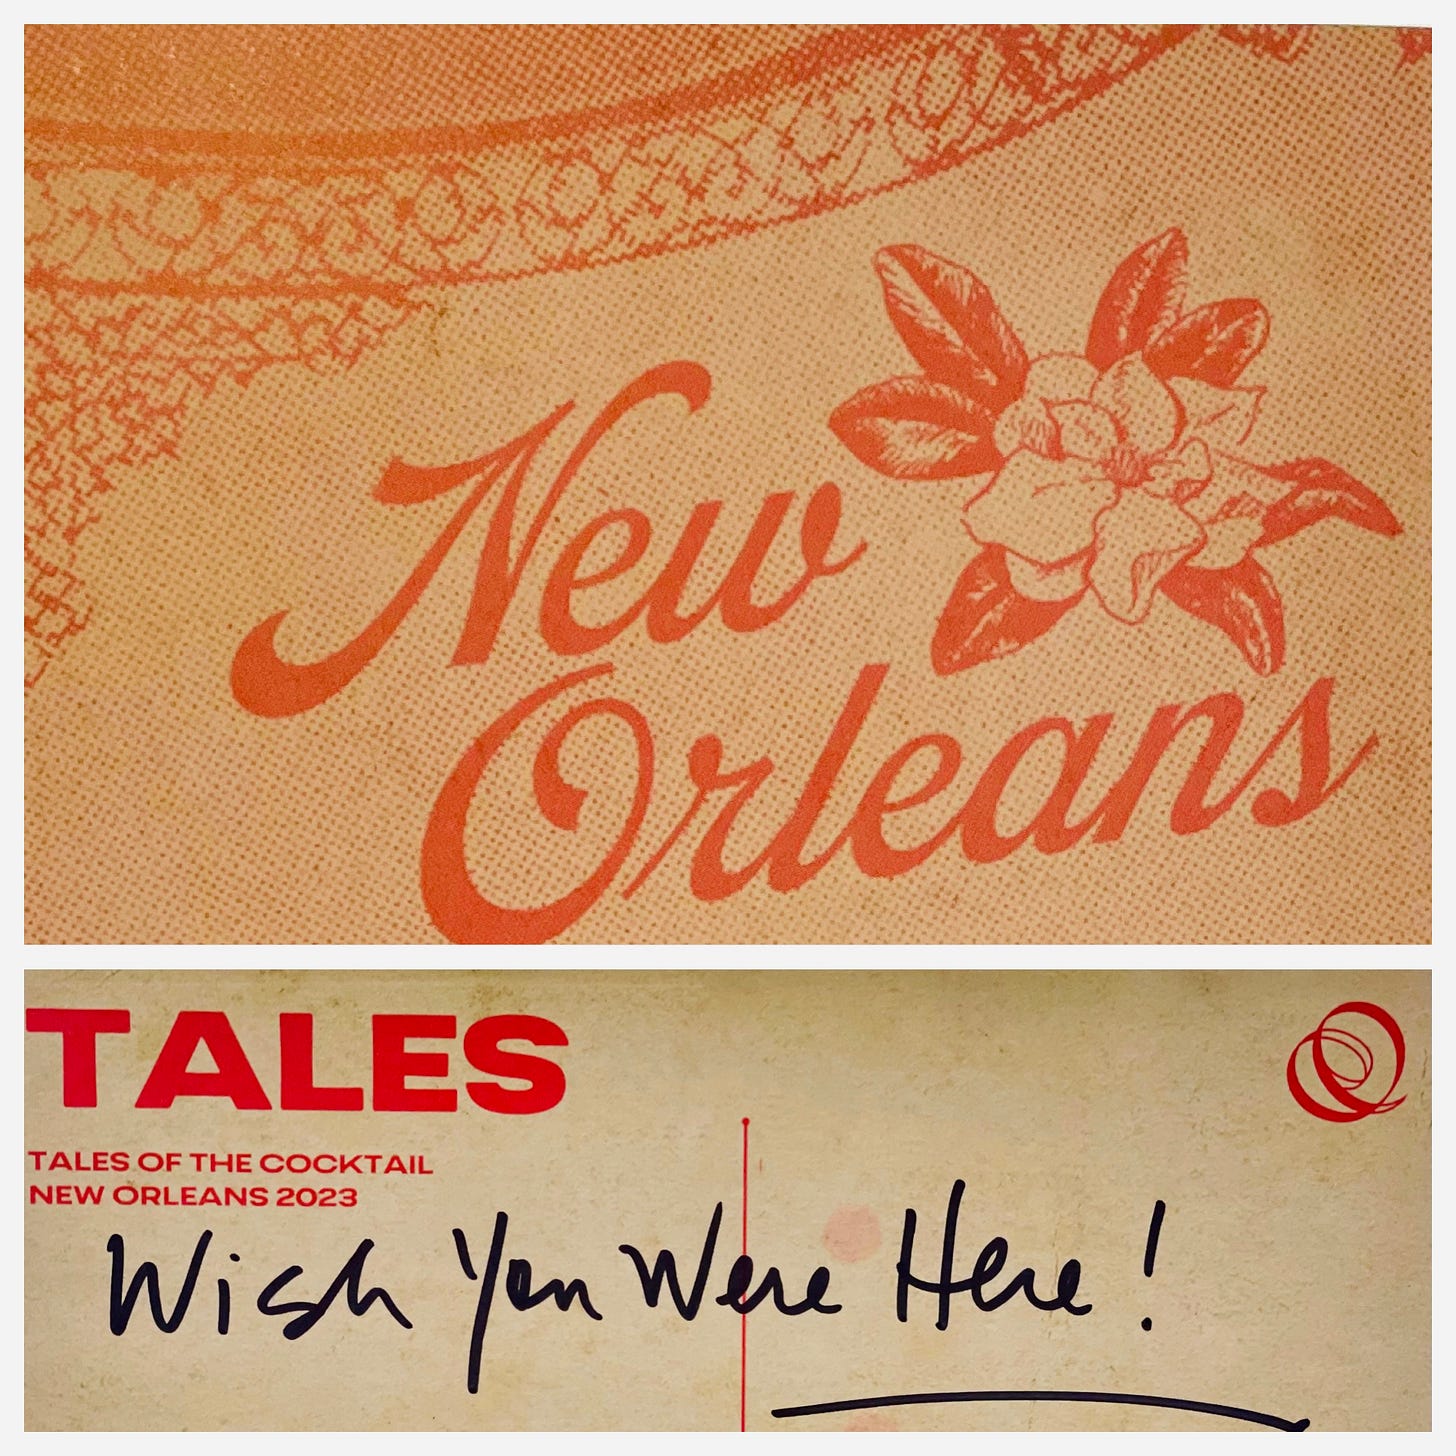 New
Orleans
TALES
TALES OF THE COCKTAIL
NEW ORLEANS 2023
Wish You Were Here!